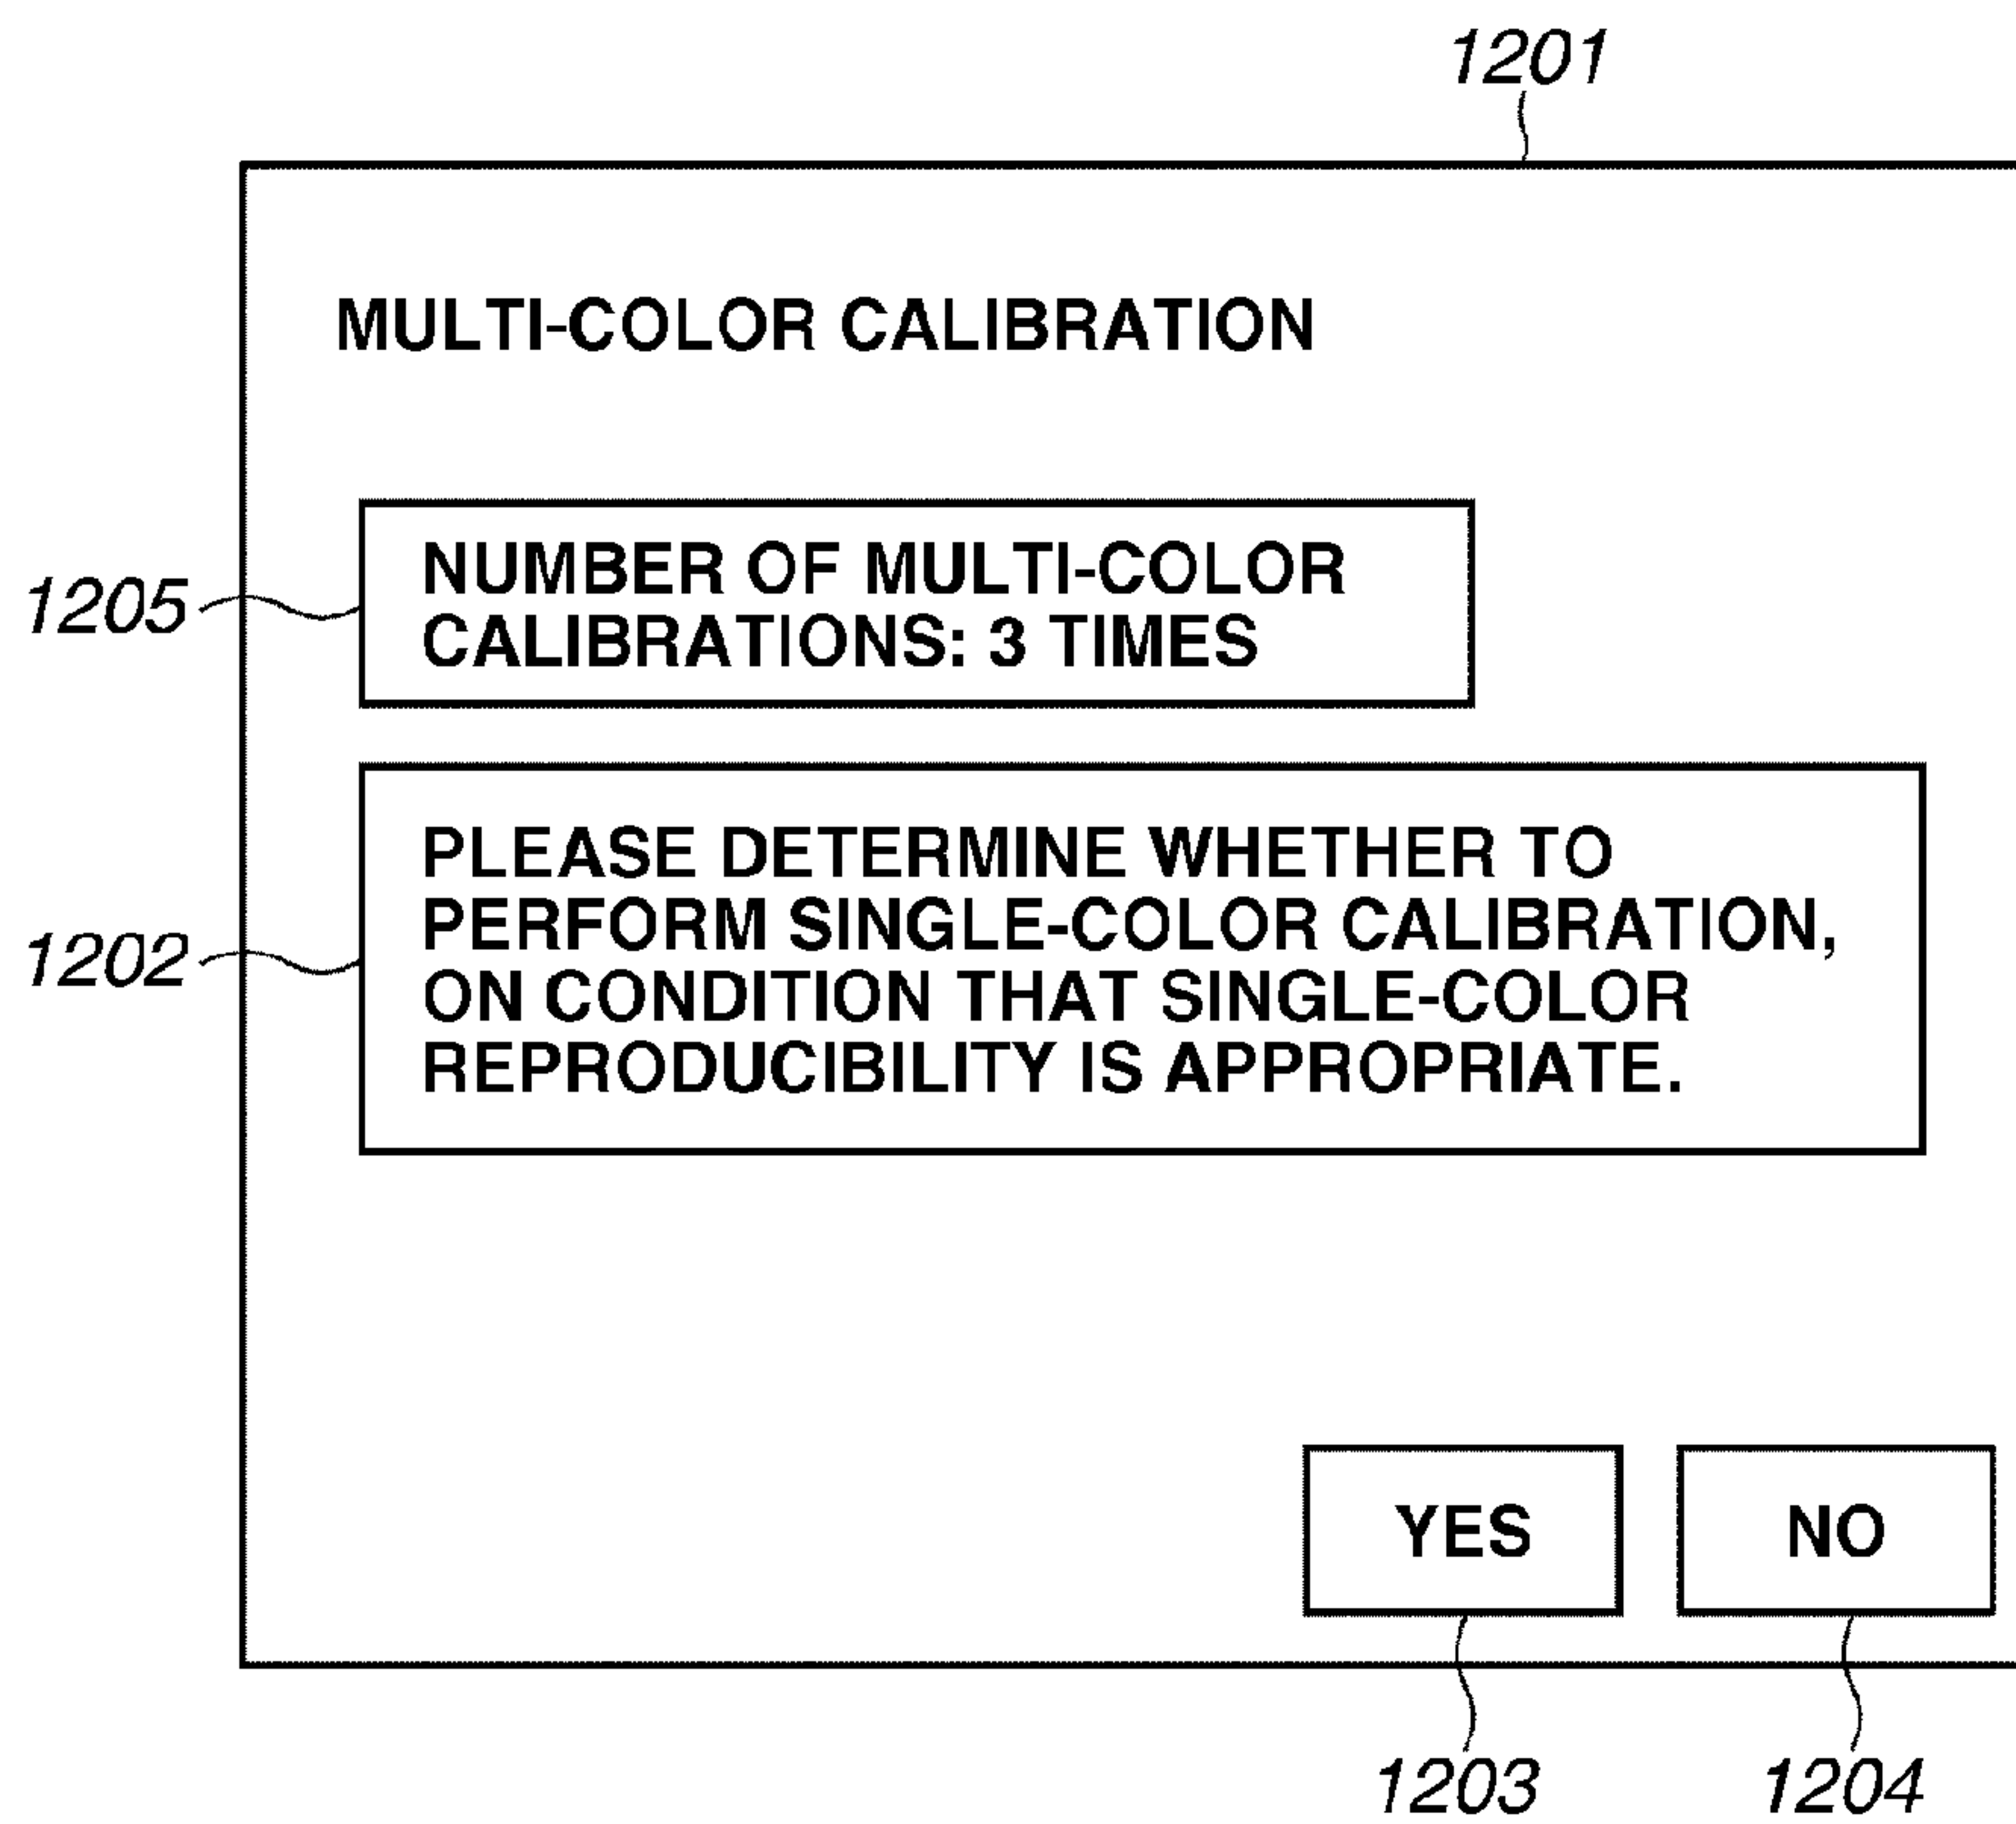 1201
MULTI-COLOR CALIBRATION
1205
NUMBER OF MULTI-COLOR
CALIBRATIONS: 3 TIMES
1202
PLEASE DETERMINE WHETHER TO
PERFORM SINGLE-COLOR CALIBRATION,
ON CONDITION THAT SINGLE-COLOR
REPRODUCIBILITY IS APPROPRIATE.
YES
NO
1203
1204